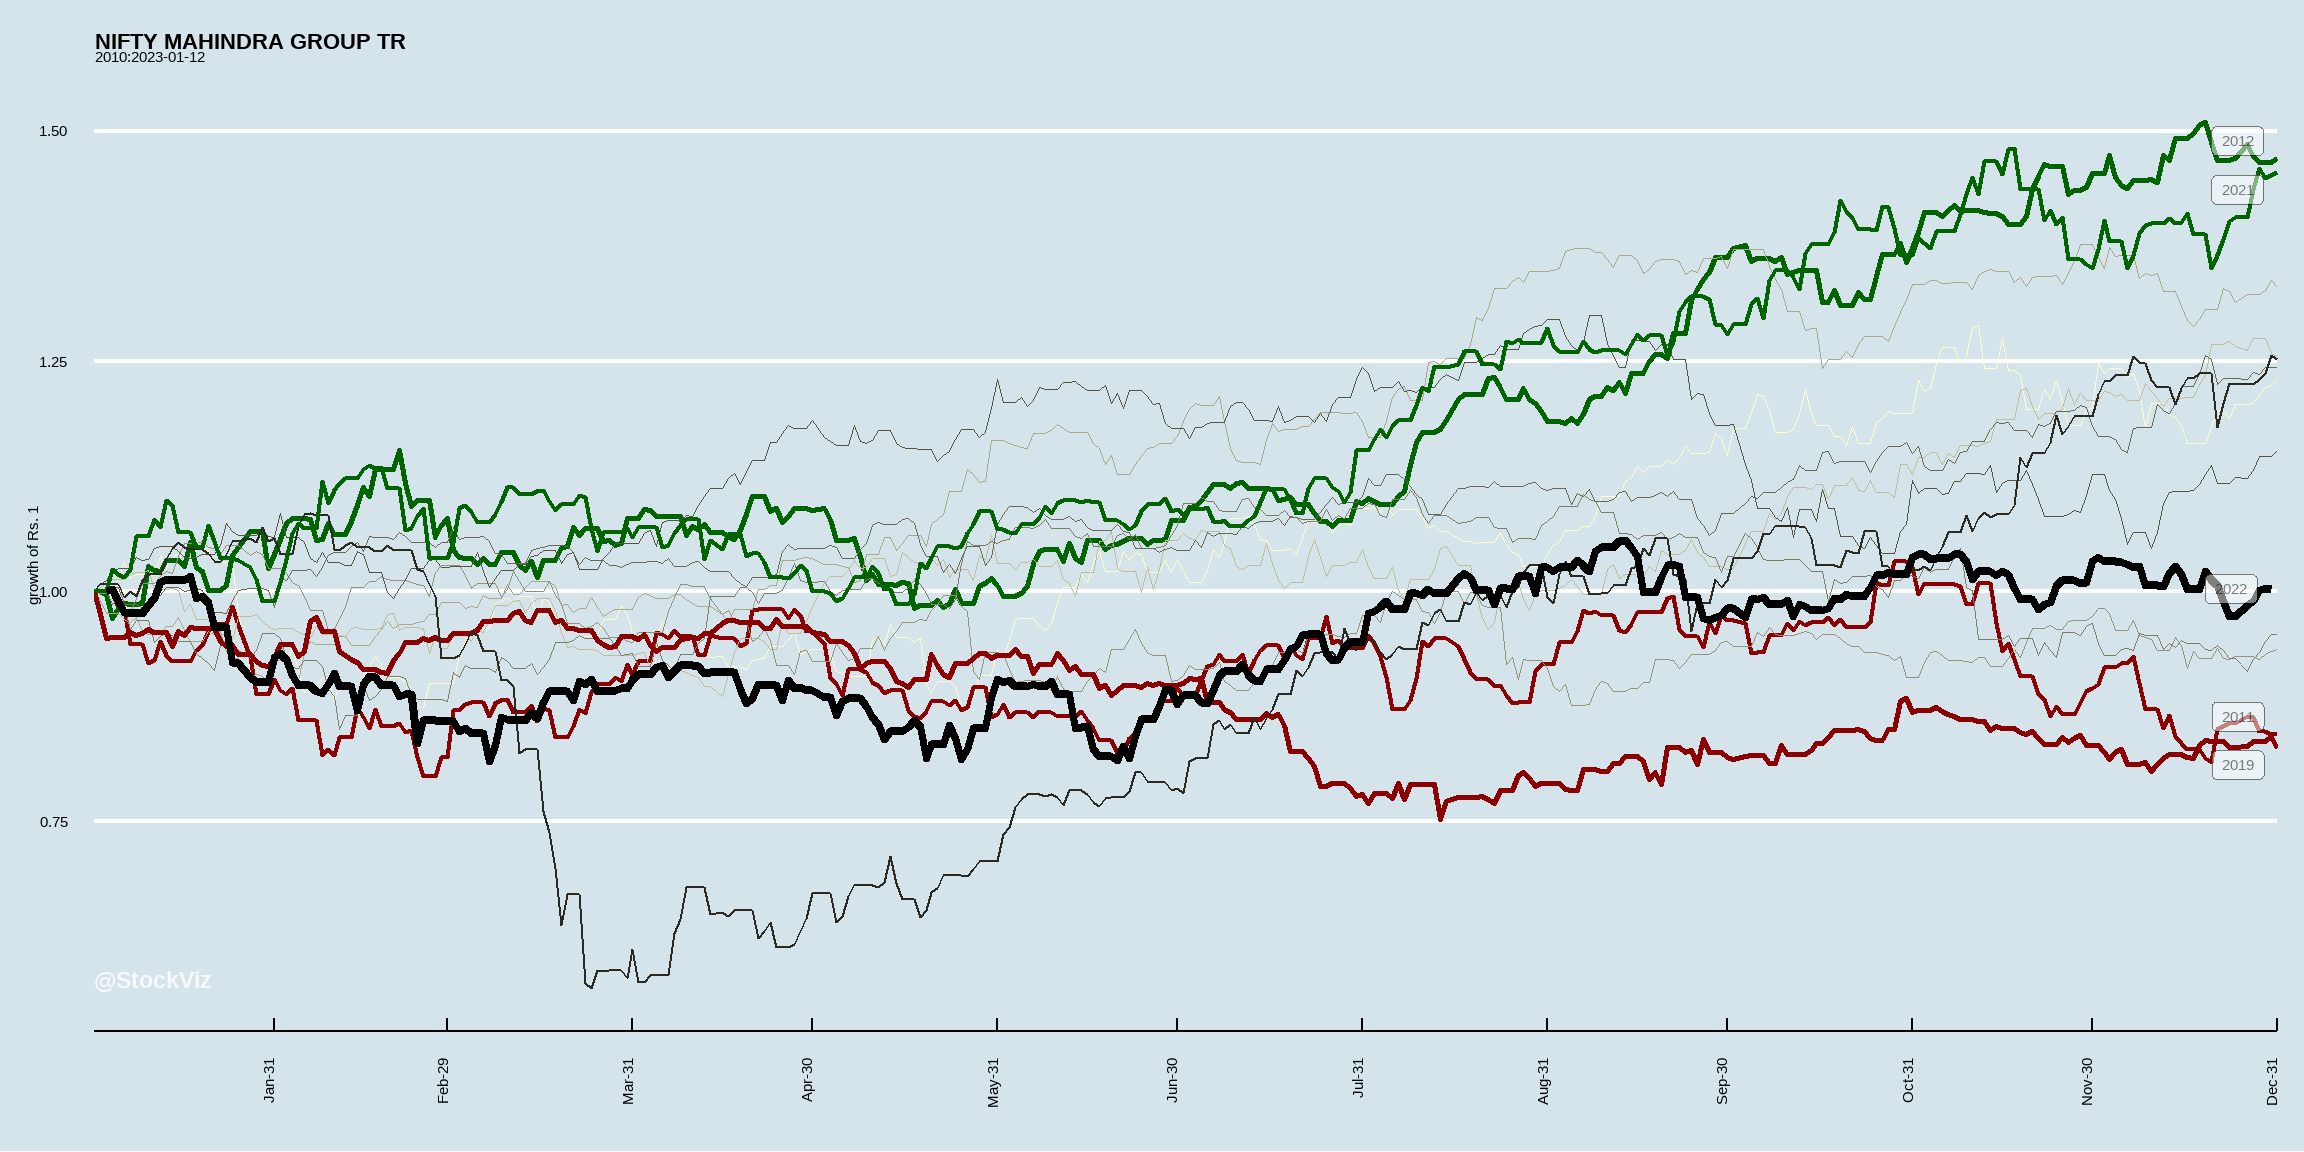 NIFTY MAHINDRA GROUP TR
2010:2023-01-12
1.50
1.25
1.00
0.75
growth of Rs. 1
2012
2021
2022
2011
2019
@StockViz
Jan-31
Feb-29
Mar-31
Apr-30
May-31
Jun-30
Jul-31
Aug-31
Sep-30
Oct-31
Nov-30
Dec-31